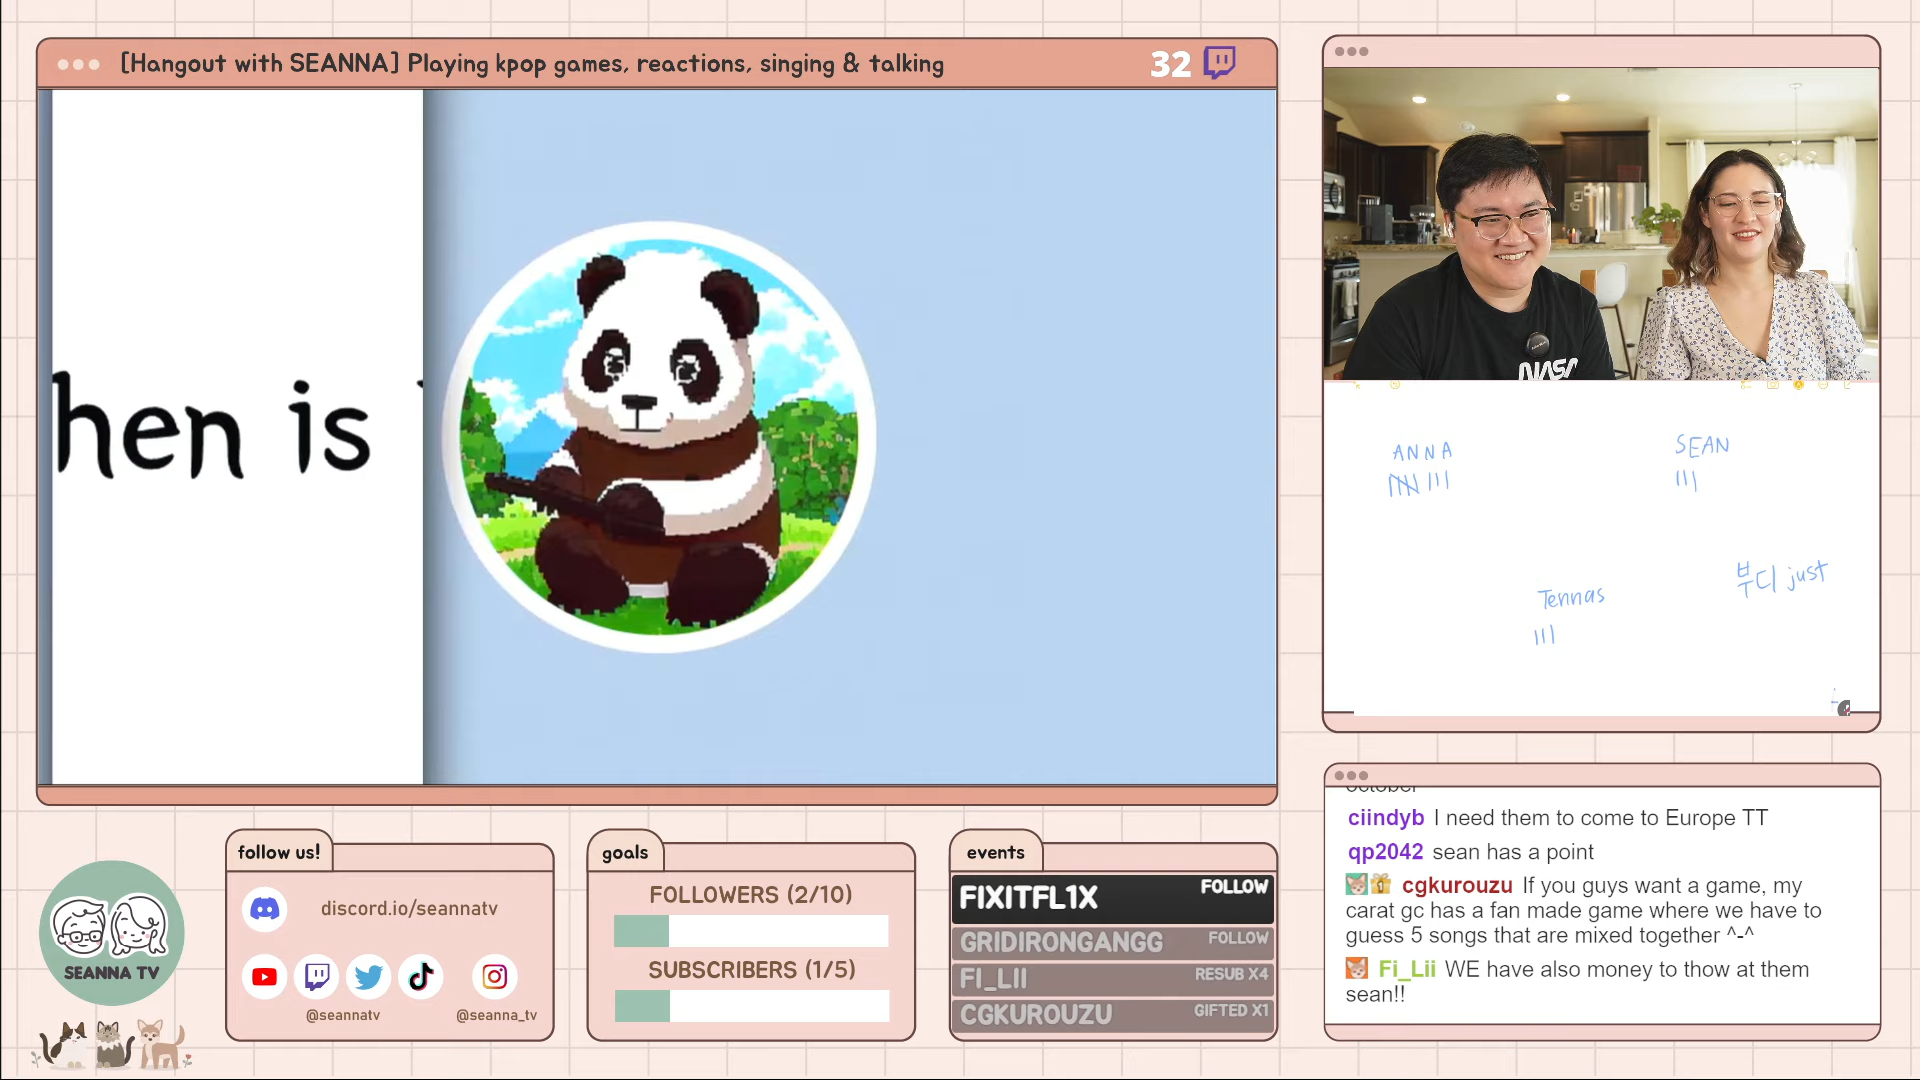 [Hangout with SEANNA] Playing kpop games, reactions, singing & talking
32
hen is
NASA
ANNA
SEAN
부디 just
Tennas
october
ciindyb I need them to come to Europe TT
qp2042 sean has a point
cgkurouzu If you guys want a game, my
carat gc has a fan made game where we have to
guess 5 songs that are mixed together ^-^
Fi_Lii WE have also money to thow at them
sean!!
SEANNA TV
follow us!
discord.io/seannatv
@seannatv
@seanna_tv
goals
FOLLOWERS (2/10)
SUBSCRIBERS (1/5)
events
FIXITFL1X FOLLOW
GRIDIRONGANGG FOLLOW
FI_LII RESUB X4
CGKUROUZU GIFTED X1